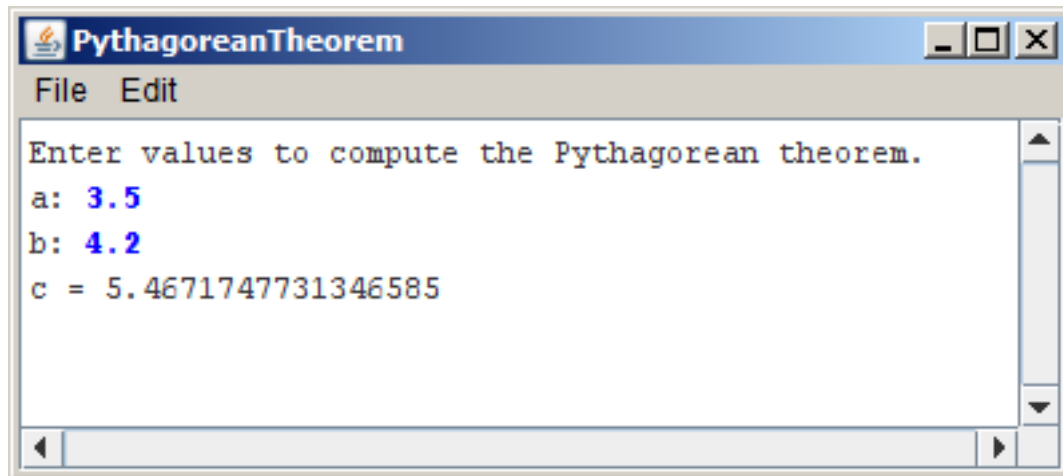 PythagoreanTheorem
File Edit
Enter values to compute the Pythagorean theorem.
a: 3.5
b: 4.2
c = 5.4671747731346585